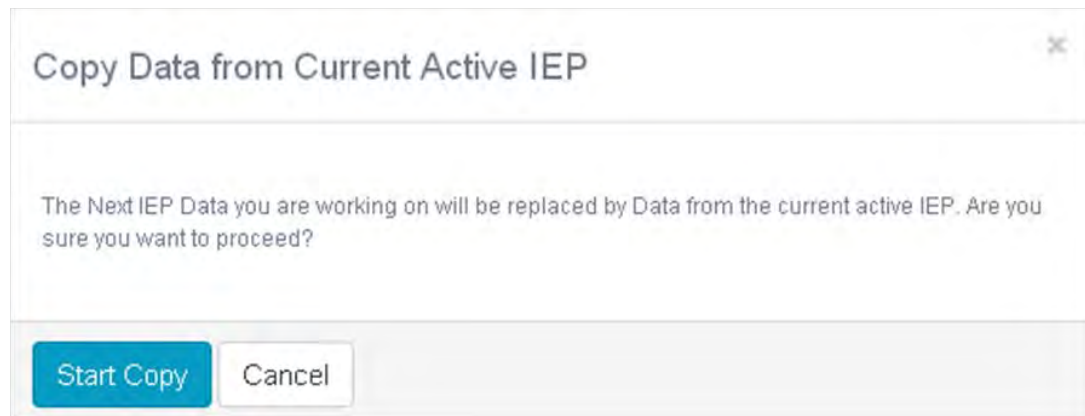 Copy Data from Current Active IEP
The Next IEP Data you are working on will be replaced by Data from the current active IEP. Are you
sure you want to proceed?
Start Copy
Cancel